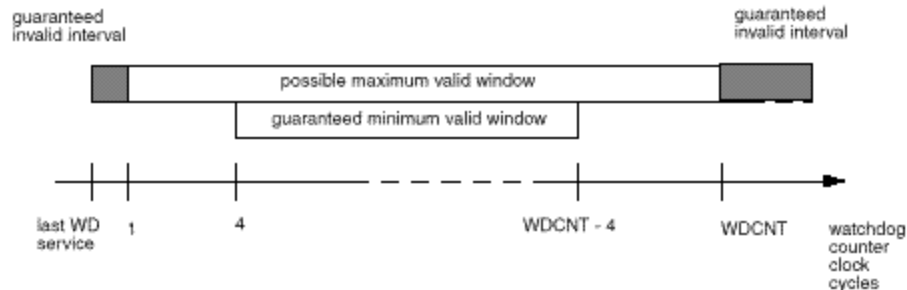 guaranteed
invalid interval
guaranteed
invalid interval
possible maximum valid window
guaranteed minimum valid window
last WD
service
1
4
WDCNT - 4
WDCNT
watchdog
counter
clock
cycles